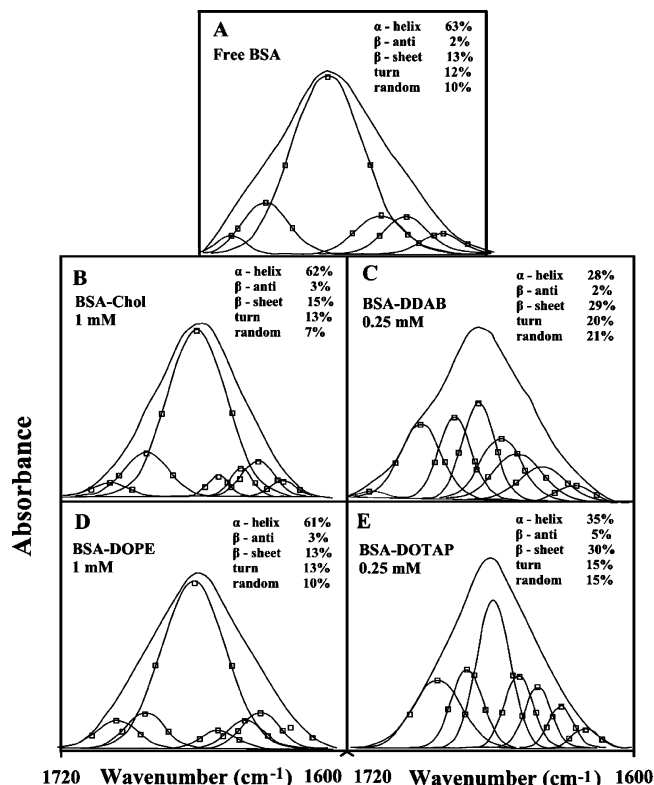 A
Free BSA
α - helix 63%
β - anti 2%
β - sheet 13%
turn 12%
random 10%
B
BSA-Chol
1 mM
α - helix 62%
β - anti 3%
β - sheet 15%
turn 13%
random 7%
C
BSA-DDAB
0.25 mM
α - helix 28%
β - anti 2%
β - sheet 29%
turn 20%
random 21%
D
BSA-DOPE
1 mM
α - helix 61%
β - anti 3%
β - sheet 13%
turn 13%
random 10%
E
BSA-DOTAP
0.25 mM
α - helix 35%
β - anti 5%
β - sheet 30%
turn 15%
random 15%
Absorbance
1720 Wavenumber (cm-1) 1600
1720 Wavenumber (cm-1) 1600